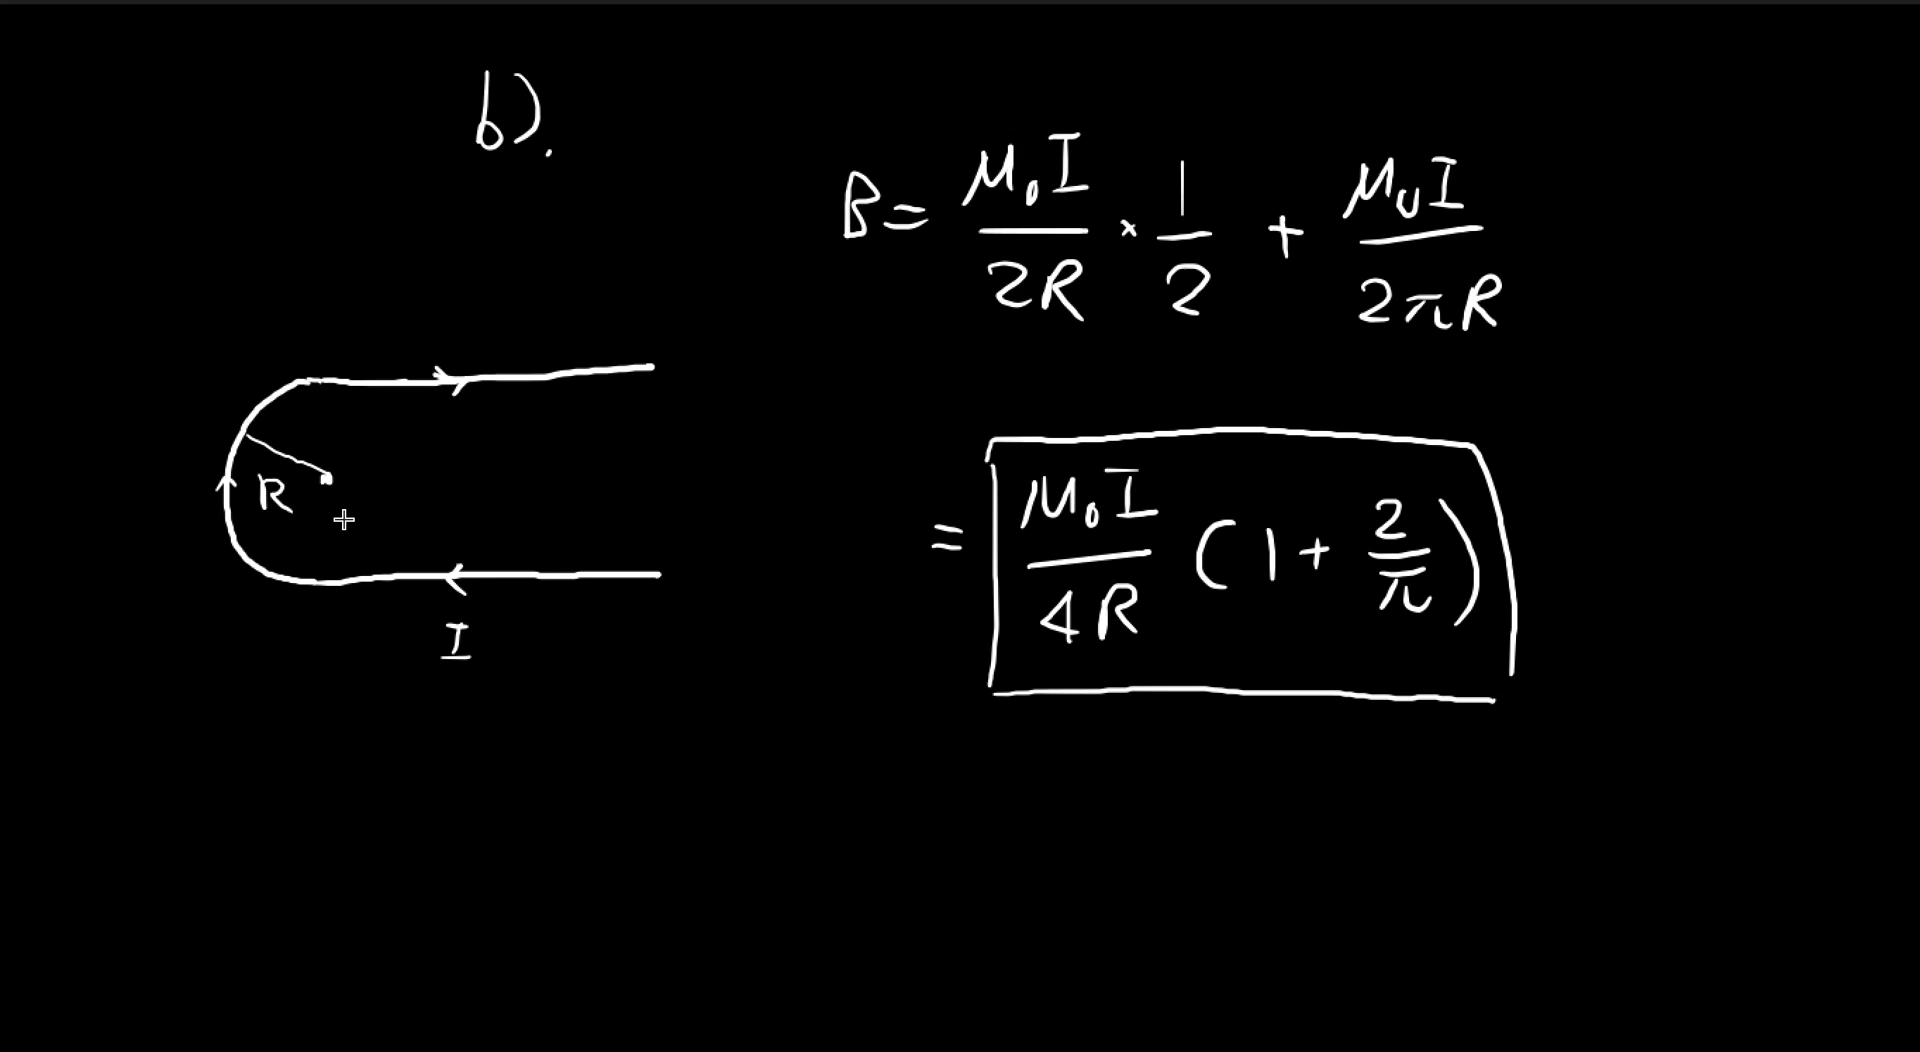 b).
B = μ₀I/2R × 1/2 + μ₀I/2πR
R
= μ₀I/4R (1 + 2/π)
I